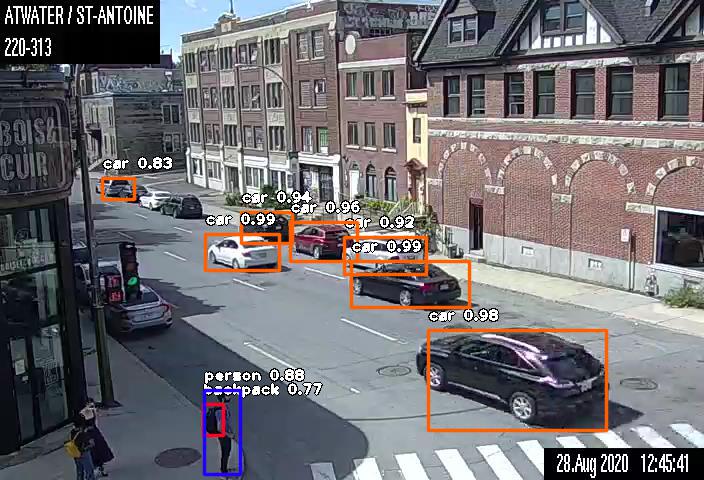 ATWATER / ST-ANTOINE
220-313
BOIS&
CUIR
car 0.83
car 0.94
car 0.96
car 0.99
car 0.92
car 0.99
car 0.98
person 0.88
backpack 0.77
28.Aug 2020 12:45:41